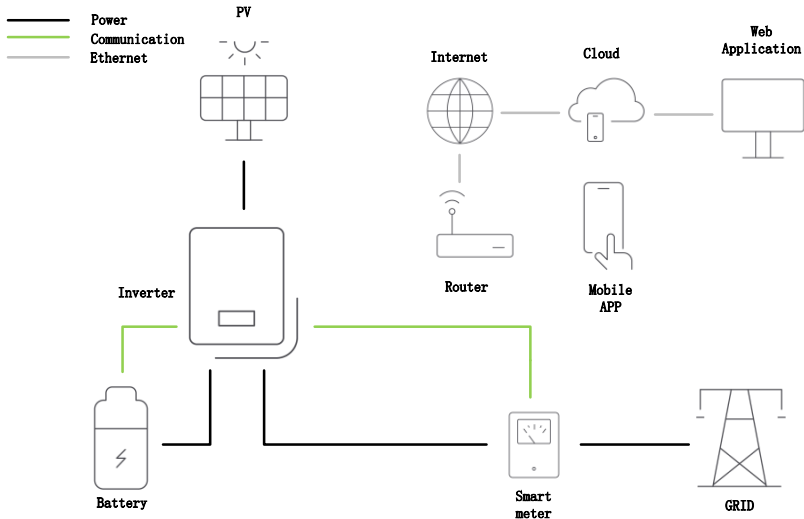 Power
Communication
Ethernet
PV
Internet
Cloud
Web
Application
Inverter
Router
Mobile
APP
Battery
Smart
meter
GRID